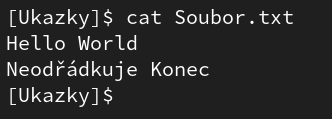 [Ukazky]$ cat Soubor.txt
Hello World
Neodřádkuje Konec
[Ukazky]$